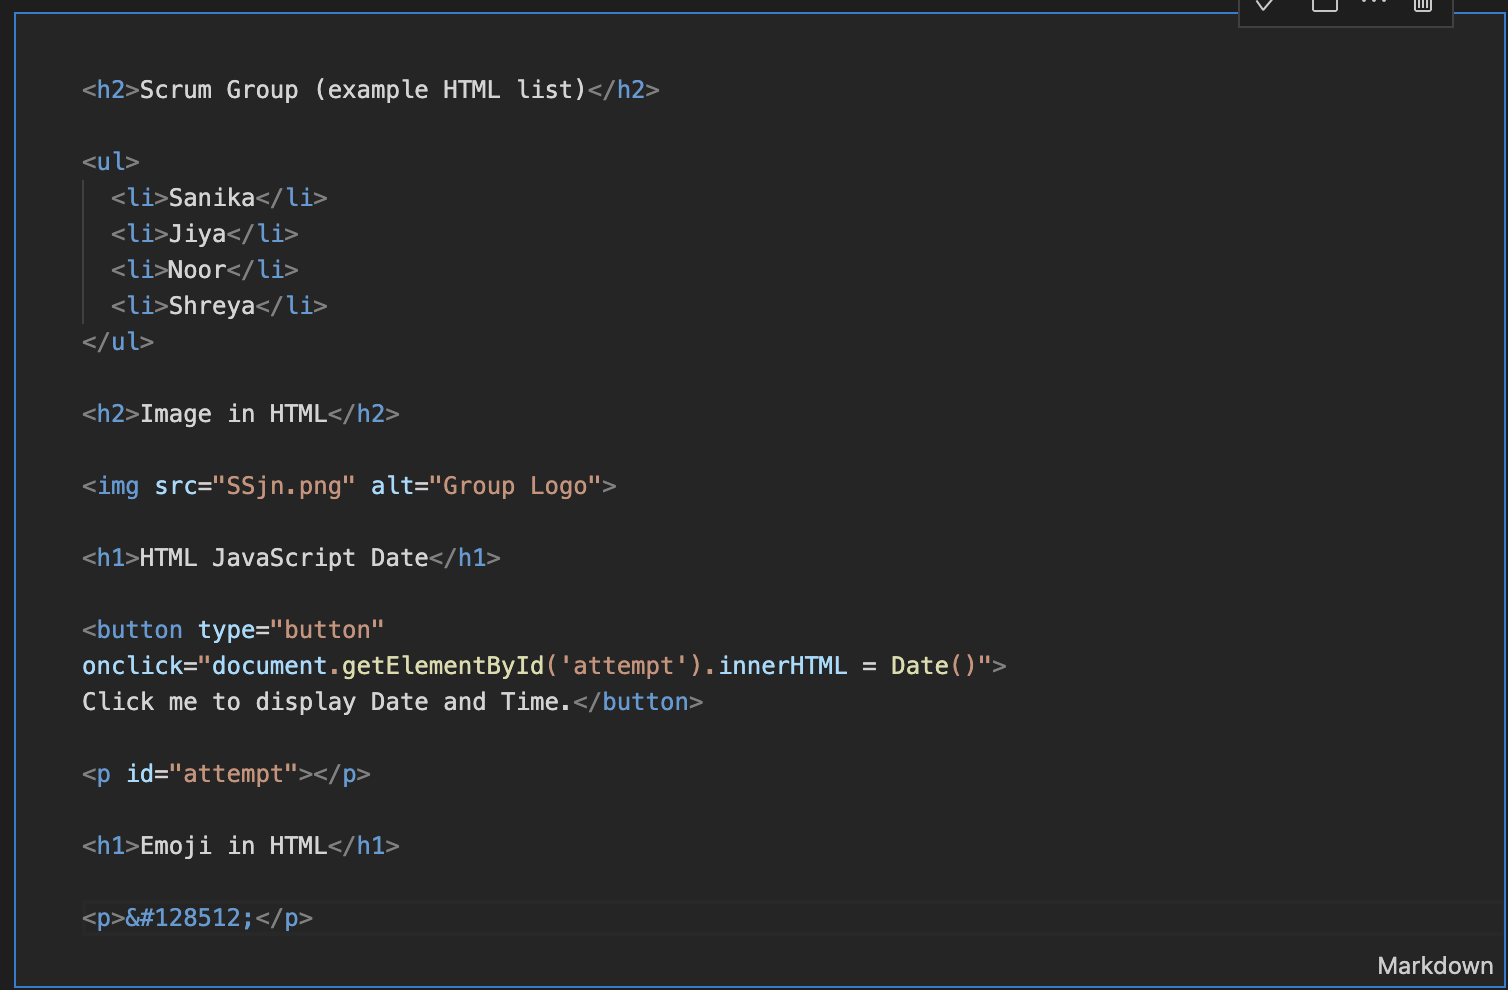 <h2>Scrum Group (example HTML list)</h2>
<ul>
<li>Sanika</li>
<li>Jiya</li>
<li>Noor</li>
<li>Shreya</li>
</ul>
<h2>Image in HTML</h2>
<img src="SSjn.png" alt="Group Logo">
<h1>HTML JavaScript Date</h1>
<button type="button"
onclick="document.getElementById('attempt').innerHTML = Date()">
Click me to display Date and Time.</button>
<p id="attempt"></p>
<h1>Emoji in HTML</h1>
<p>&#128512;</p>
Markdown